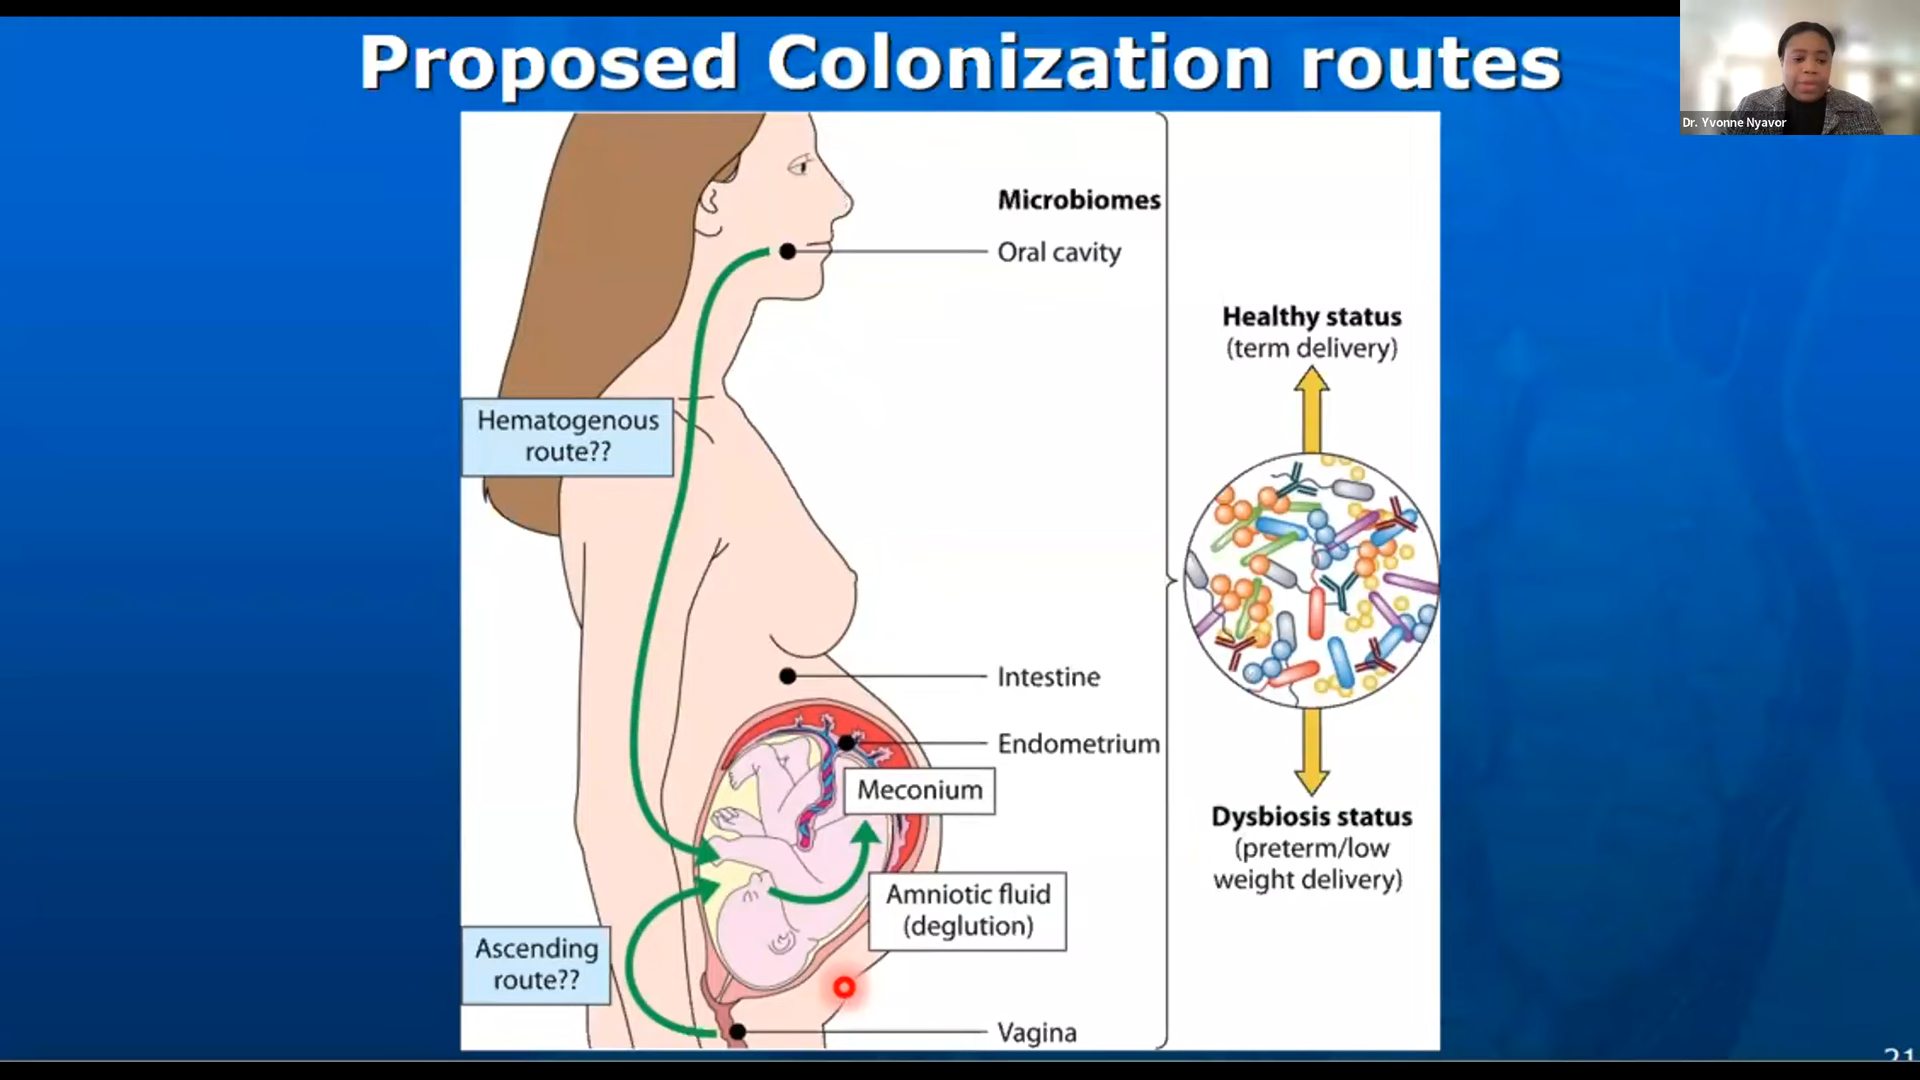 Proposed Colonization routes
Dr. Yvonne Nyavor
Microbiomes
Oral cavity
Healthy status
(term delivery)
Hematogenous
route??
Intestine
Endometrium
Meconium
Dysbiosis status
(preterm/low
weight delivery)
Amniotic fluid
(deglution)
Ascending
route??
Vagina
21